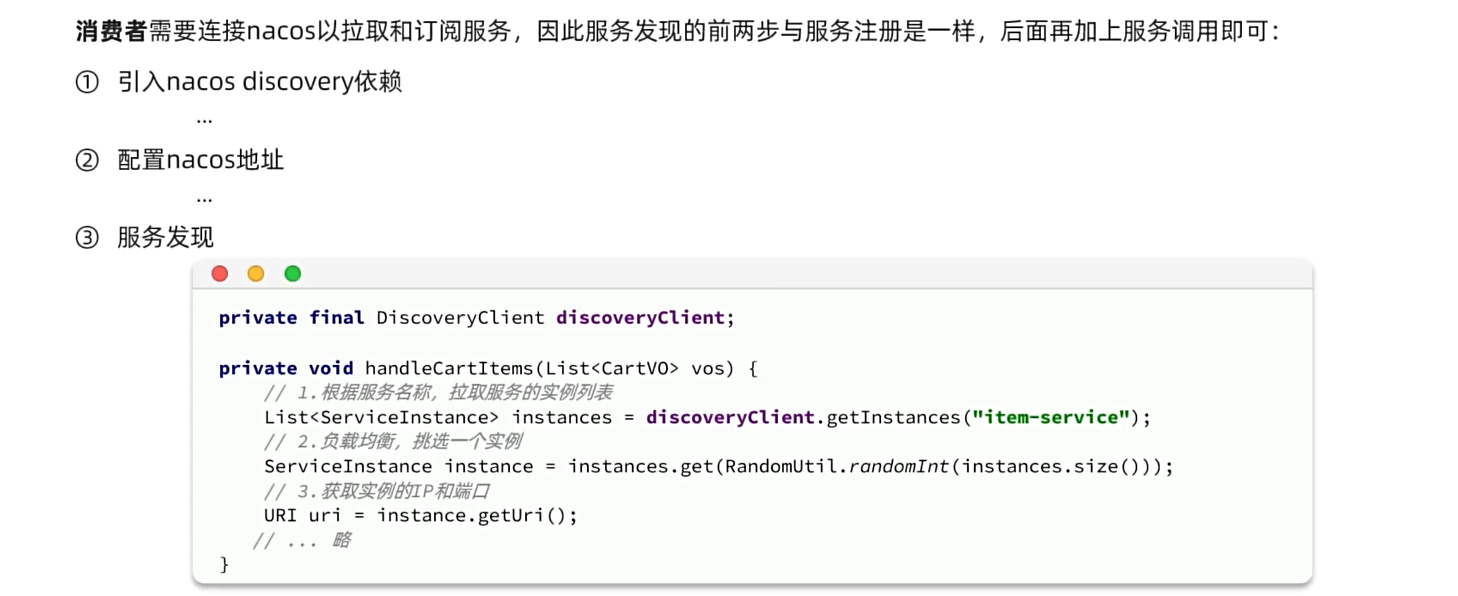 消费者需要连接nacos以拉取和订阅服务，因此服务发现的前两步与服务注册是一样，后面再加上服务调用即可：
① 引入nacos discovery依赖
...
② 配置nacos地址
...
③ 服务发现
private final DiscoveryClient discoveryClient;
private void handleCartItems(List<CartVO> vos) {
// 1.根据服务名称，拉取服务的实例列表
List<ServiceInstance> instances = discoveryClient.getInstances("item-service");
// 2.负载均衡，挑选一个实例
ServiceInstance instance = instances.get(RandomUtil.randomInt(instances.size()));
// 3.获取实例的IP和端口
URI uri = instance.getUri();
// ... 略
}